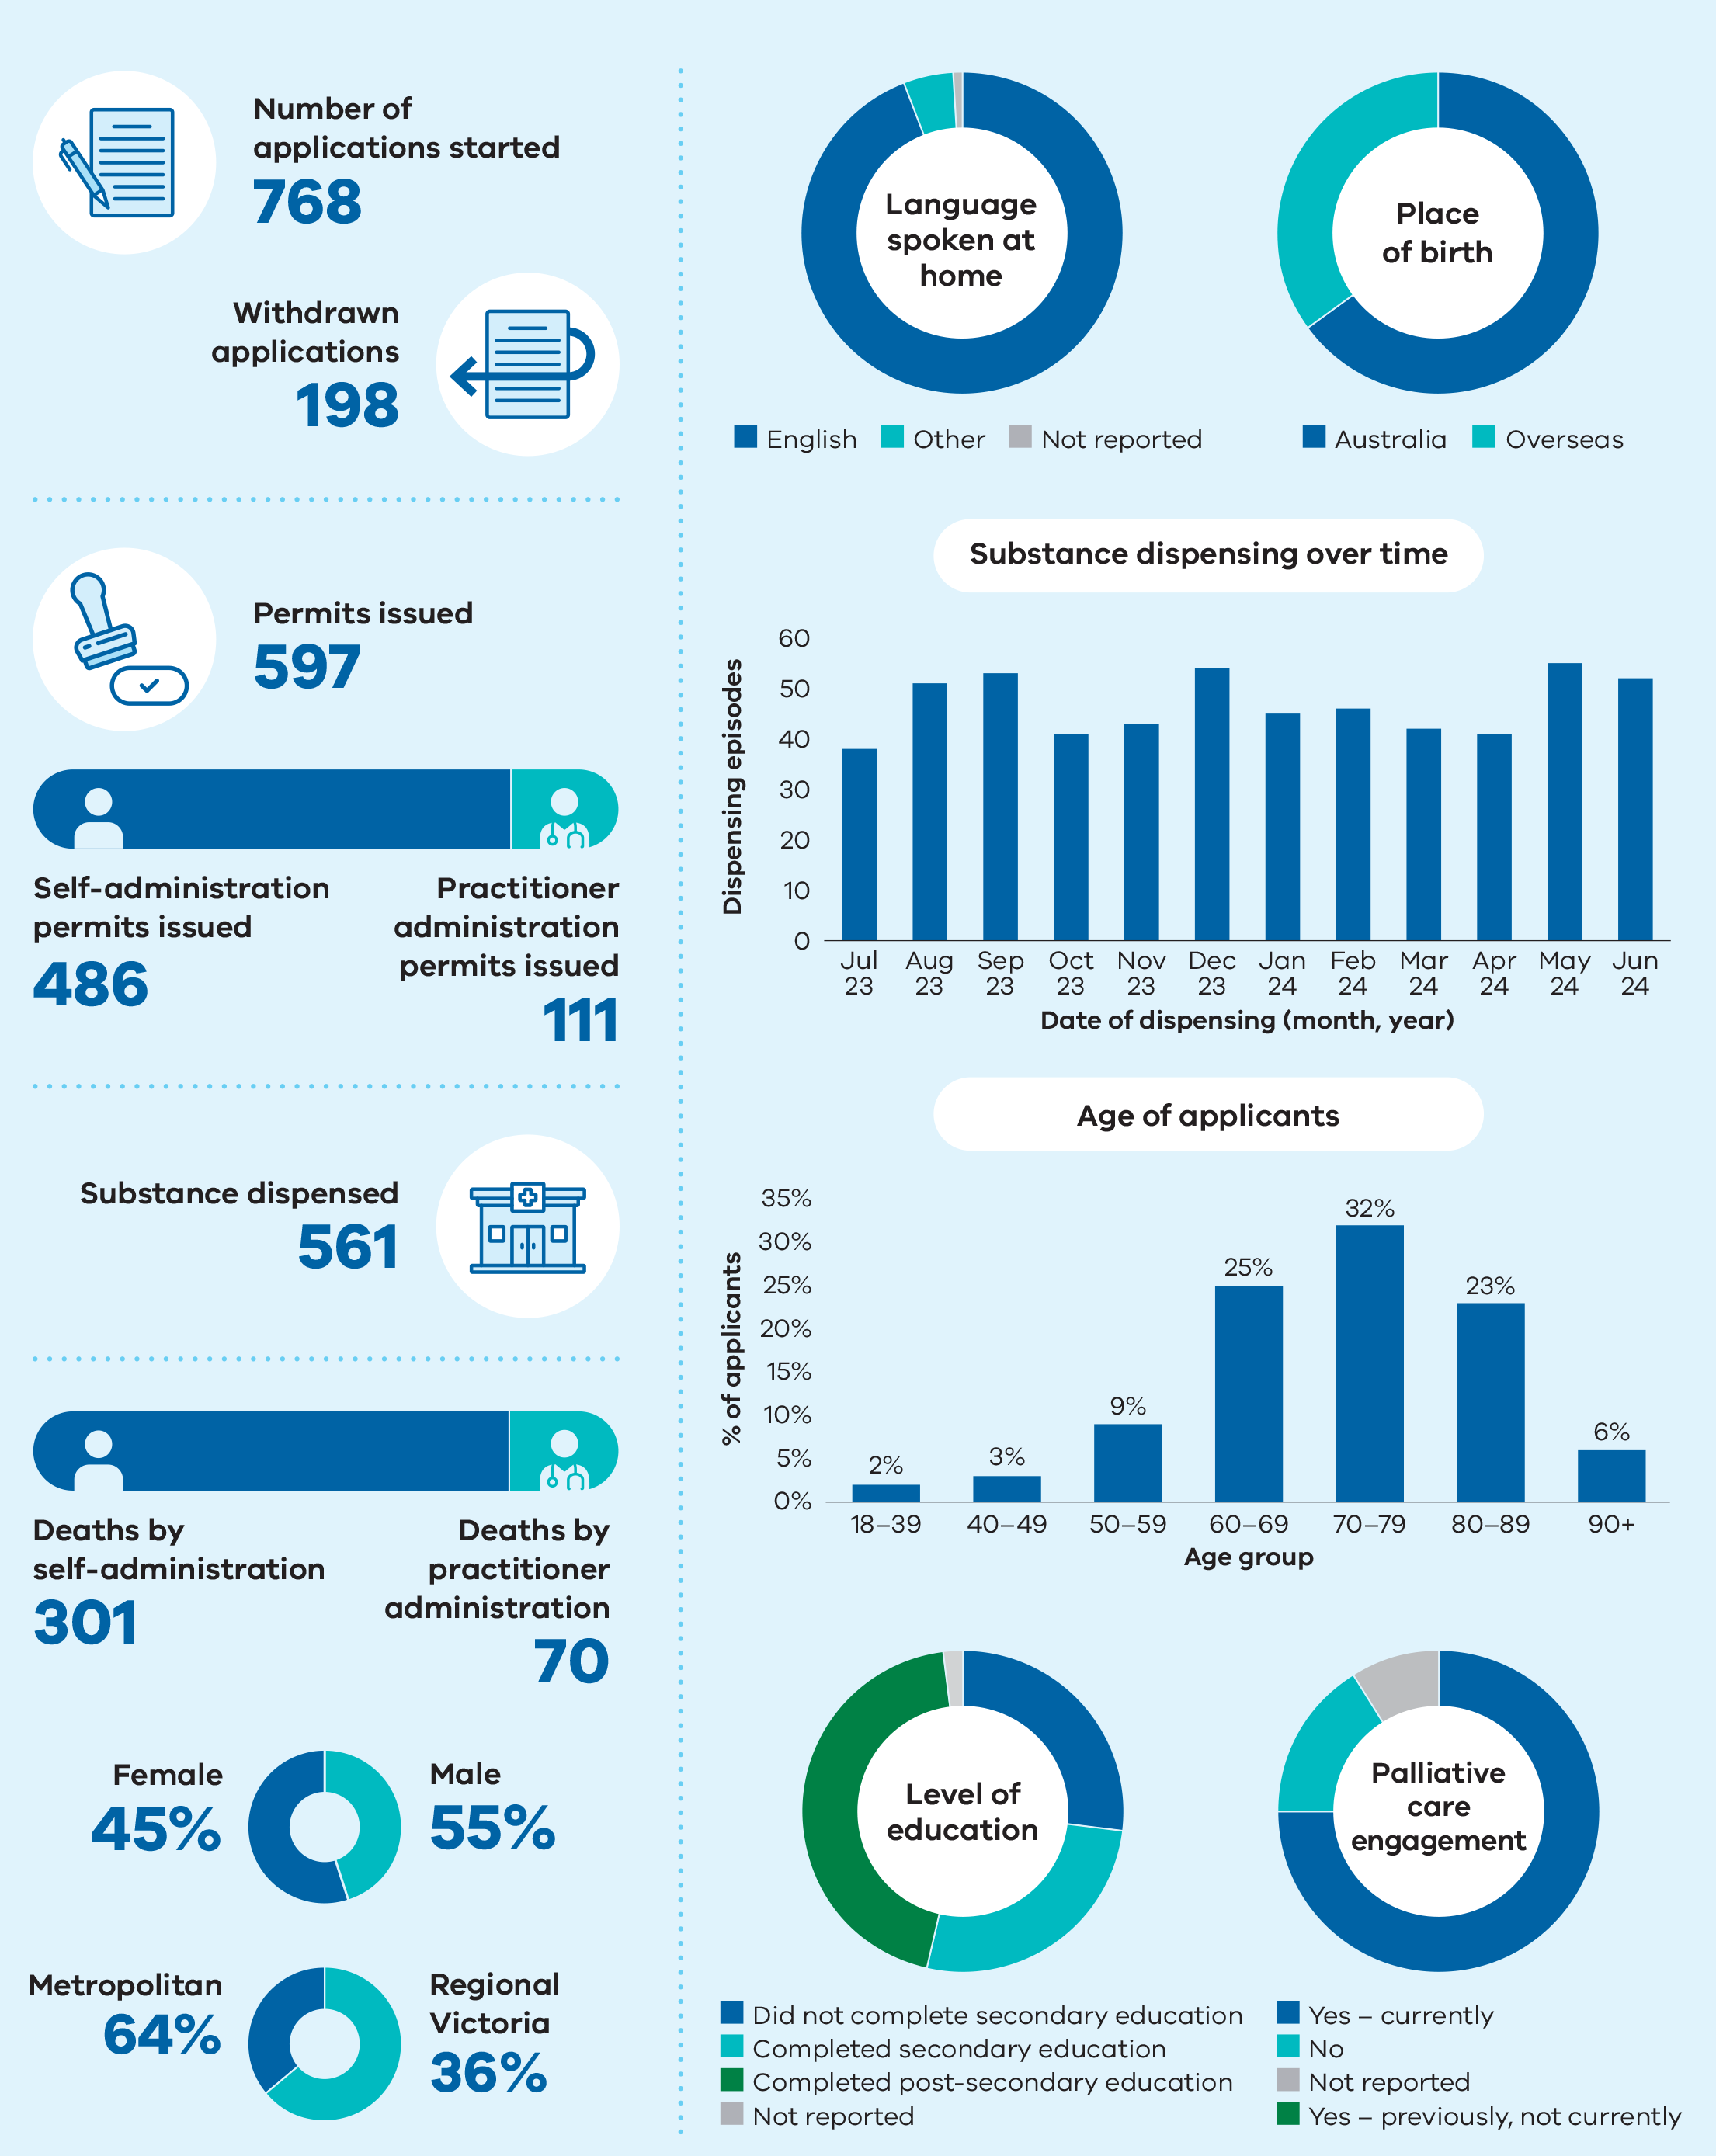 Number of
applications started
768
Withdrawn
applications
198
Permits issued
597
Self-administration
permits issued
486
Practitioner
administration
permits issued
111
Substance dispensed
561
Deaths by
self-administration
301
Deaths by
practitioner
administration
70
Female
45%
Male
55%
Metropolitan
64%
Regional
Victoria
36%
Language
spoken at
home
English
Other
Not reported
Place
of birth
Australia
Overseas
Substance dispensing over time
Dispensing episodes
60
50
40
30
20
10
0
Jul 23
Aug 23
Sep 23
Oct 23
Nov 23
Dec 23
Jan 24
Feb 24
Mar 24
Apr 24
May 24
Jun 24
Date of dispensing (month, year)
Age of applicants
% of applicants
35%
30%
25%
20%
15%
10%
5%
0%
2%
3%
9%
25%
32%
23%
6%
18–39
40–49
50–59
60–69
70–79
80–89
90+
Age group
Level of
education
Did not complete secondary education
Completed secondary education
Completed post-secondary education
Not reported
Palliative
care
engagement
Yes – currently
No
Not reported
Yes – previously, not currently